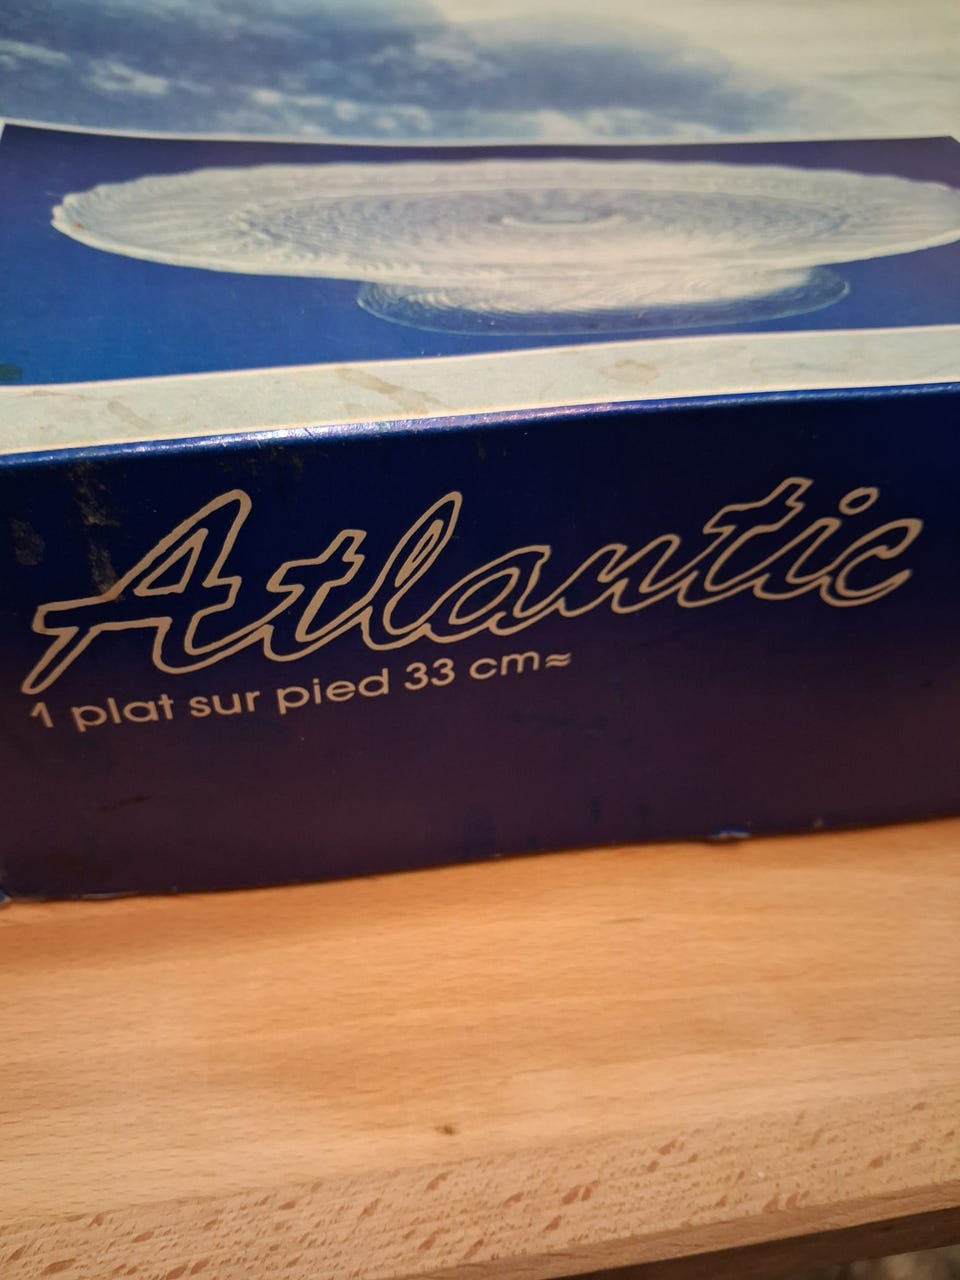 Atlantic
1 plat sur pied 33 cm≈